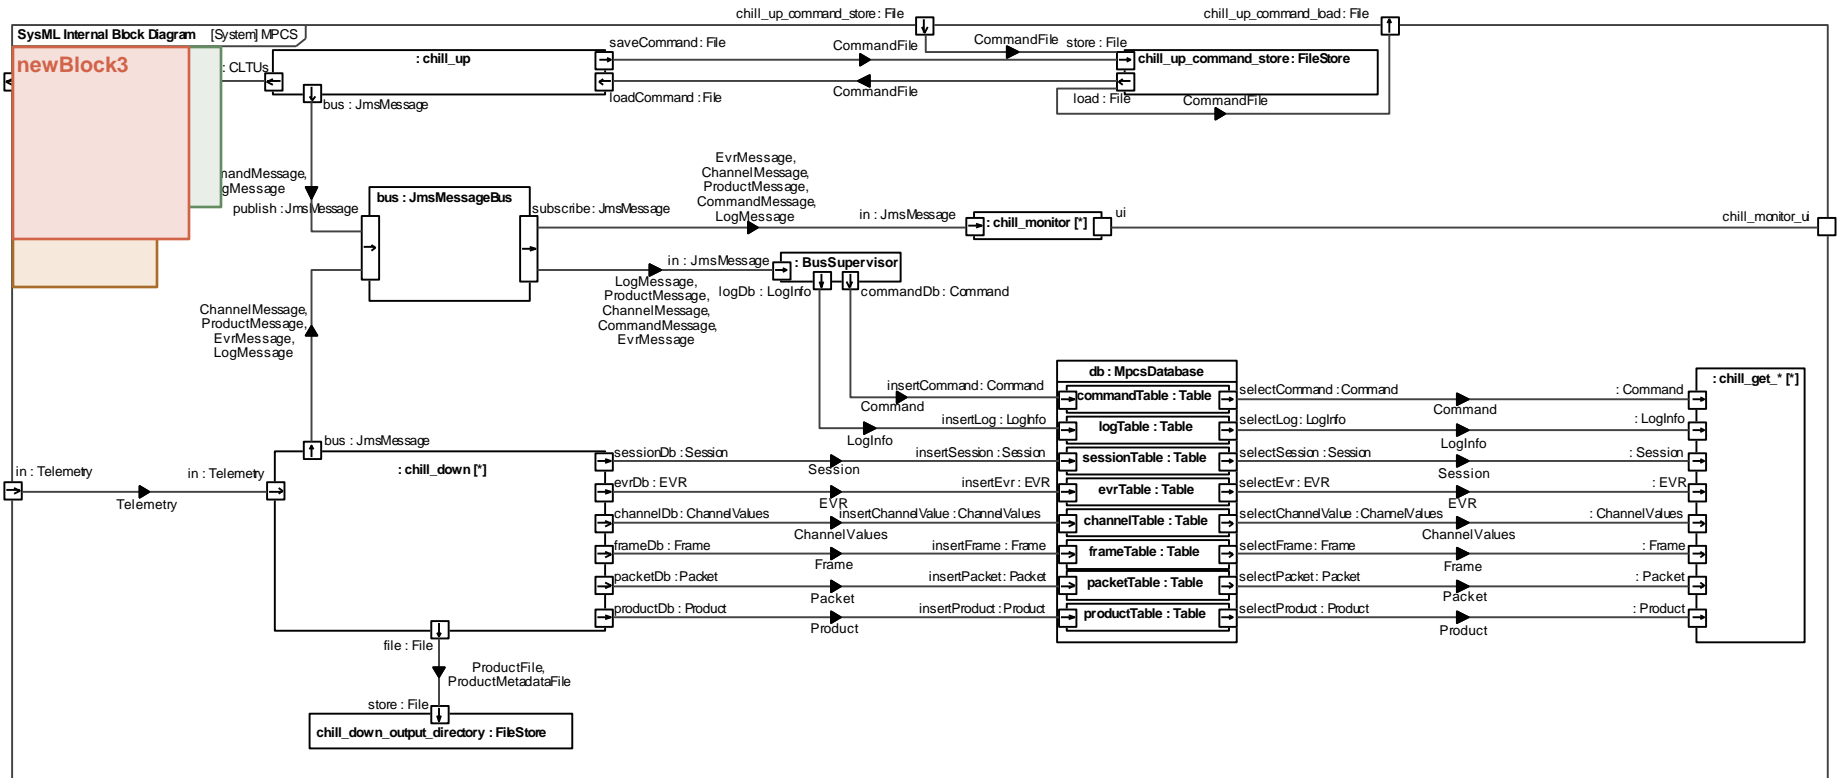 chill_up_command_store : File
chill_up_command_load : File
SysML Internal Block Diagram [System] MPCS
newBlock3
: CLTUs
: chill_up
saveCommand : File
CommandFile
CommandFile
store : File
chill_up_command_store : FileStore
bus : JmsMessage
loadCommand : File
CommandFile
load : File
CommandFile
gMessage
publish : JmsMessage
bus : JmsMessageBus
subscribe : JmsMessage
EvrMessage,
ChannelMessage,
ProductMessage,
CommandMessage,
LogMessage
in : JmsMessage
: chill_monitor [*]
ui
chill_monitor_ui
in : JmsMessage
: BusSupervisor
LogMessage,
ProductMessage,
ChannelMessage,
CommandMessage,
EvrMessage
logDb : LogInfo
commandDb : Command
ChannelMessage,
ProductMessage,
EvrMessage,
LogMessage
db : MpcsDatabase
: chill_get_* [*]
insertCommand : Command
Command
commandTable : Table
selectCommand : Command
Command
: Command
insertLog : LogInfo
LogInfo
logTable : Table
selectLog : LogInfo
LogInfo
: LogInfo
bus : JmsMessage
: chill_down [*]
in : Telemetry
Telemetry
in : Telemetry
sessionDb : Session
Session
insertSession : Session
sessionTable : Table
selectSession : Session
Session
: Session
evrDb : EVR
EVR
insertEvr : EVR
evrTable : Table
selectEvr : EVR
EVR
: EVR
channelDb : ChannelValues
ChannelValues
insertChannelValue : ChannelValues
channelTable : Table
selectChannelValue : ChannelValues
ChannelValues
: ChannelValues
frameDb : Frame
Frame
insertFrame : Frame
frameTable : Table
selectFrame : Frame
Frame
: Frame
packetDb : Packet
Packet
insertPacket : Packet
packetTable : Table
selectPacket : Packet
Packet
: Packet
productDb : Product
Product
insertProduct : Product
productTable : Table
selectProduct : Product
Product
: Product
file : File
ProductFile,
ProductMetadataFile
store : File
chill_down_output_directory : FileStore